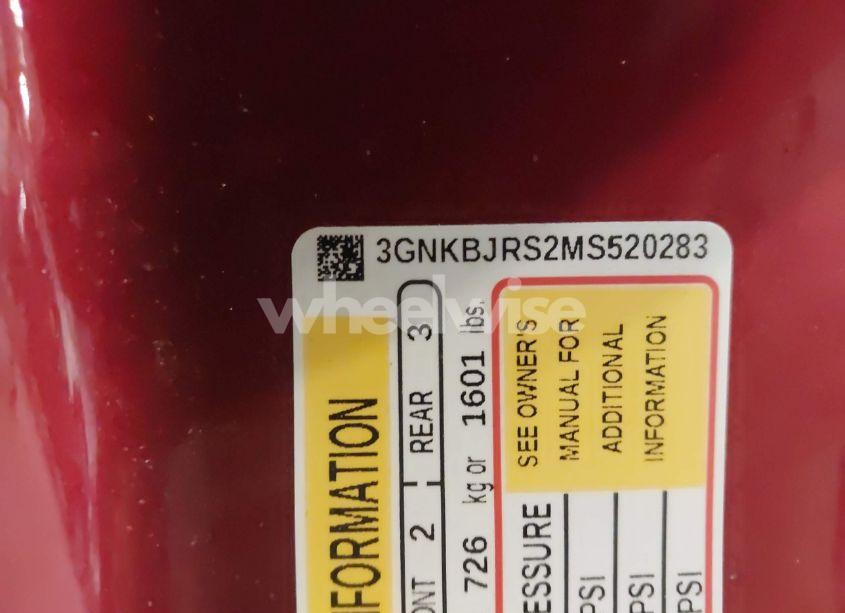 3GNKBJRS2MS520283
wheelwise
FORMATION
ONT 2 REAR 3
726 kg or 1601 lbs.
ESSURE
SEE OWNER'S
MANUAL FOR
ADDITIONAL
INFORMATION
PSI
PSI
PSI